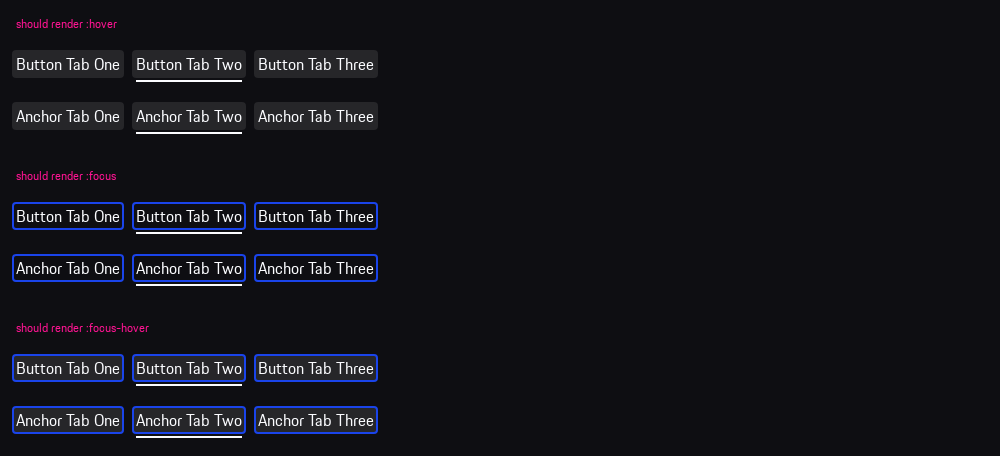 should render :hover
Button Tab One Button Tab Two Button Tab Three
Anchor Tab One Anchor Tab Two Anchor Tab Three
should render :focus
Button Tab One Button Tab Two Button Tab Three
Anchor Tab One Anchor Tab Two Anchor Tab Three
should render :focus-hover
Button Tab One Button Tab Two Button Tab Three
Anchor Tab One Anchor Tab Two Anchor Tab Three